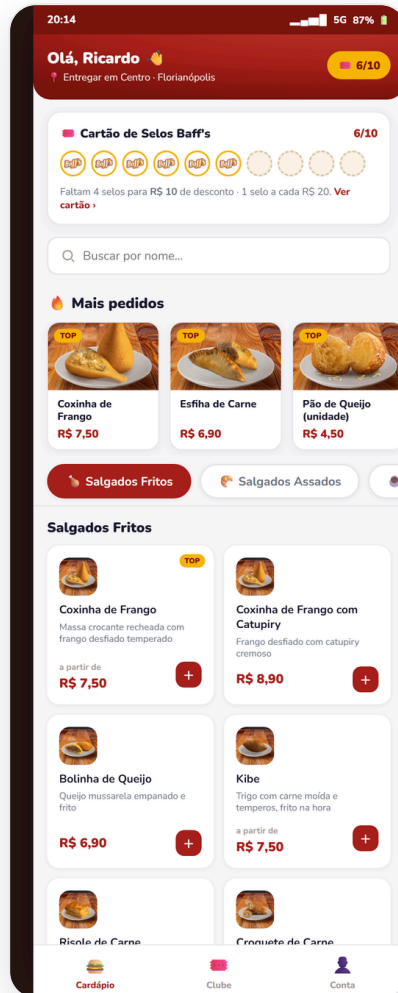 20:14
5G 87%
Olá, Ricardo
6/10
Entregar em Centro · Florianópolis
Cartão de Selos Baff's
6/10
Baff's Baff's Baff's Baff's Baff's Baff's
Faltam 4 selos para R$ 10 de desconto · 1 selo a cada R$ 20. Ver
cartão ›
Buscar por nome...
Mais pedidos
TOP
Coxinha de
Frango
R$ 7,50
TOP
Esfiha de Carne
R$ 6,90
TOP
Pão de Queijo
(unidade)
R$ 4,50
Salgados Fritos
Salgados Assados
Salgados Fritos
TOP
Coxinha de Frango
Massa crocante recheada com
frango desfiado temperado
a partir de
R$ 7,50
+
Coxinha de Frango com
Catupiry
Frango desfiado com catupiry
cremoso
R$ 8,90
+
Bolinha de Queijo
Queijo mussarela empanado e
frito
R$ 6,90
+
Kibe
Trigo com carne moída e
temperos, frito na hora
a partir de
R$ 7,50
+
Risole de Carne
Croquete de Carne
Cardápio
Clube
Conta